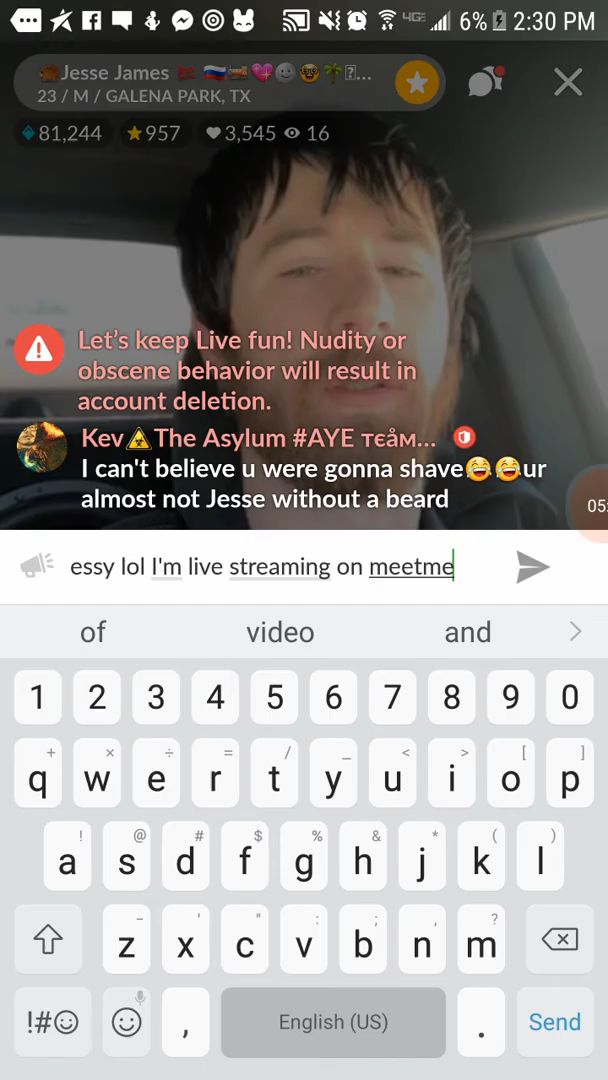 6% 2:30 PM
Jesse James
23 / M / GALENA PARK, TX
81,244 957 3,545 16
Let's keep Live fun! Nudity or
obscene behavior will result in
account deletion.
Kev⚠The Asylum #AYE тєåм...
I can't believe u were gonna shave😂😂ur
almost not Jesse without a beard
05:
essy lol I'm live streaming on meetme
of video and
1 2 3 4 5 6 7 8 9 0
+ × ÷ = / _ < > [ ]
q w e r t y u i o p
! @ # $ % & * ( )
a s d f g h j k l
- ' " : ; , ?
z x c v b n m
!#☺ , English (US) . Send